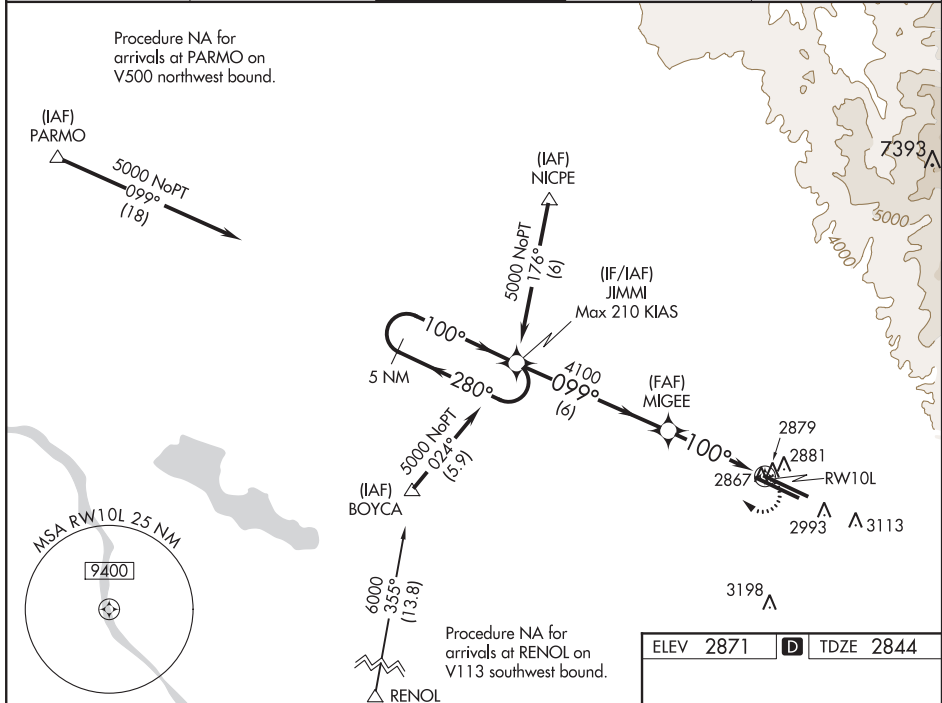 Procedure NA for
arrivals at PARMO on
V500 northwest bound.
(IAF)
PARMO
5000 NoPT
099°
(18)
(IAF)
NICPE
5000 NoPT
176°
(6)
7393
5000
4000
(IF/IAF)
JIMMI
Max 210 KIAS
100°
5 NM
280°
4100
099°
(6)
(FAF)
MIGEE
100°
2879
2881
2867
RW10L
2993
3113
3198
5000 NoPT
024°
(5.9)
(IAF)
BOYCA
MSA RW10L 25 NM
9400
6000
355°
(13.8)
RENOL
Procedure NA for
arrivals at RENOL on
V113 southwest bound.
ELEV 2871 D TDZE 2844